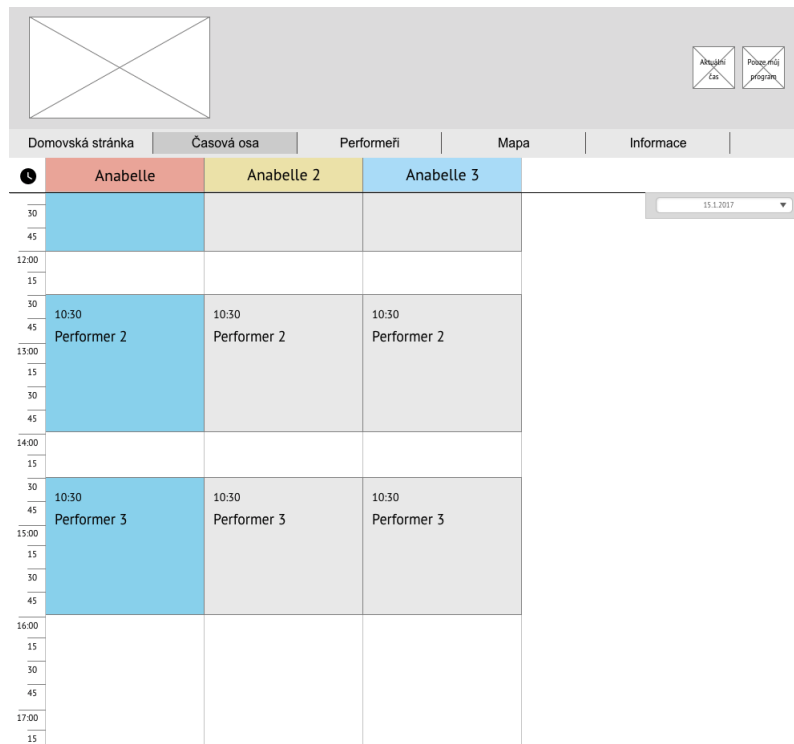 Aktuální
čas
Pouze můj
program
Domovská stránka
Časová osa
Performeři
Mapa
Informace
Anabelle
Anabelle 2
Anabelle 3
15.1.2017
30
45
12:00
15
30
45
13:00
15
30
45
14:00
15
30
45
15:00
15
30
45
16:00
15
30
45
17:00
15
10:30
Performer 2
10:30
Performer 2
10:30
Performer 2
10:30
Performer 3
10:30
Performer 3
10:30
Performer 3